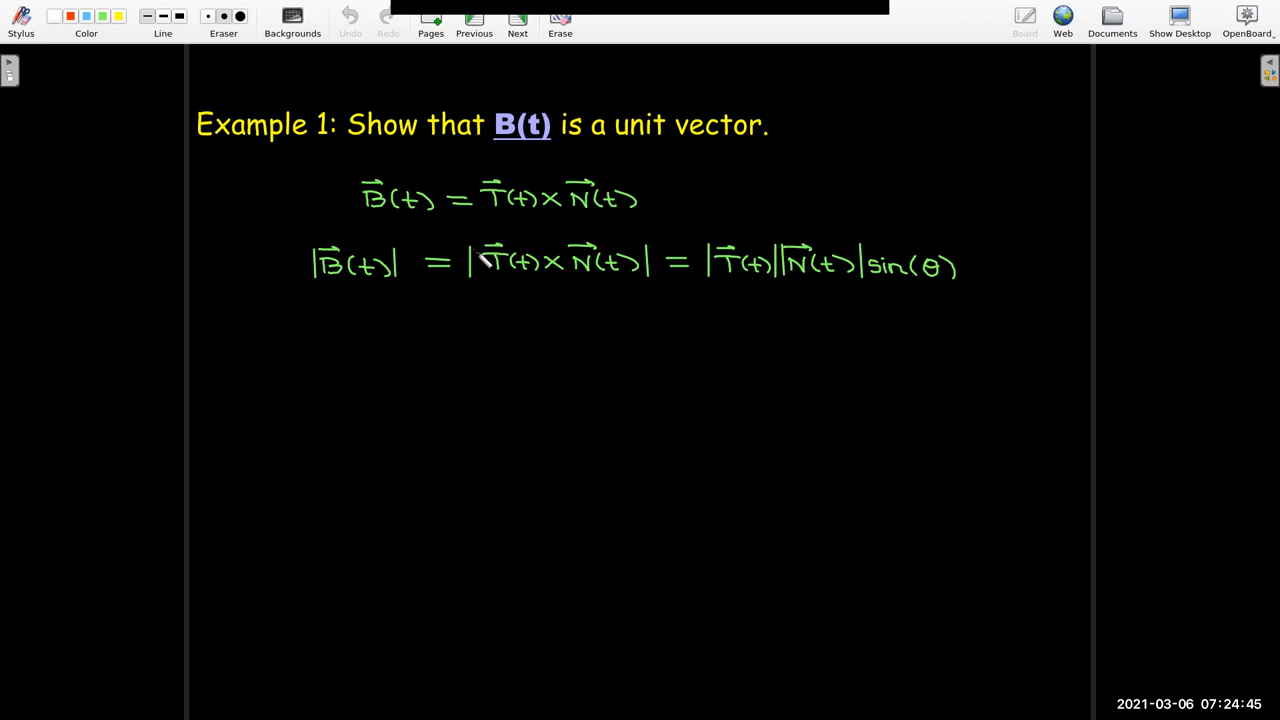 Stylus Color Line Eraser Backgrounds Undo Redo Pages Previous Next Erase Board Web Documents Show Desktop OpenBoard
Example 1: Show that B(t) is a unit vector.
B⃗(t) = T⃗(t) × N⃗(t)
|B⃗(t)| = |T⃗(t) × N⃗(t)| = |T⃗(t)||N⃗(t)| sin(θ)
2021-03-06 07:24:45